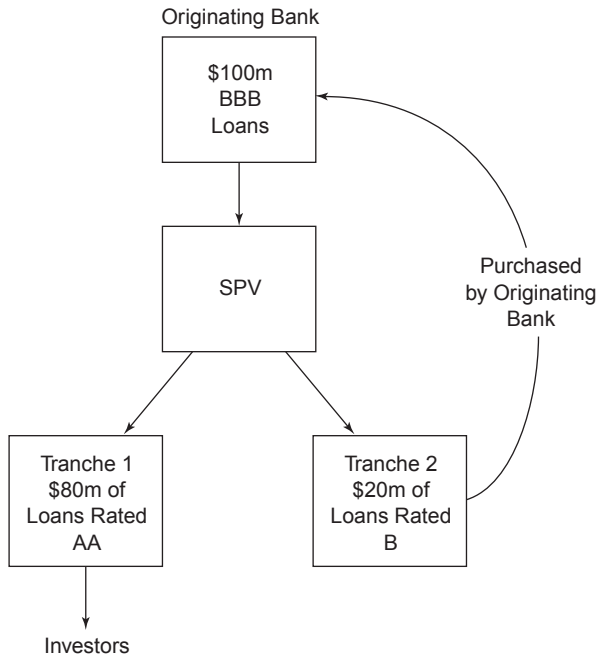 Originating Bank
$100m
BBB
Loans
SPV
Purchased
by Originating
Bank
Tranche 1
$80m of
Loans Rated
AA
Tranche 2
$20m of
Loans Rated
B
Investors